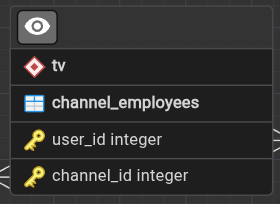 tv
channel_employees
user_id integer
channel_id integer